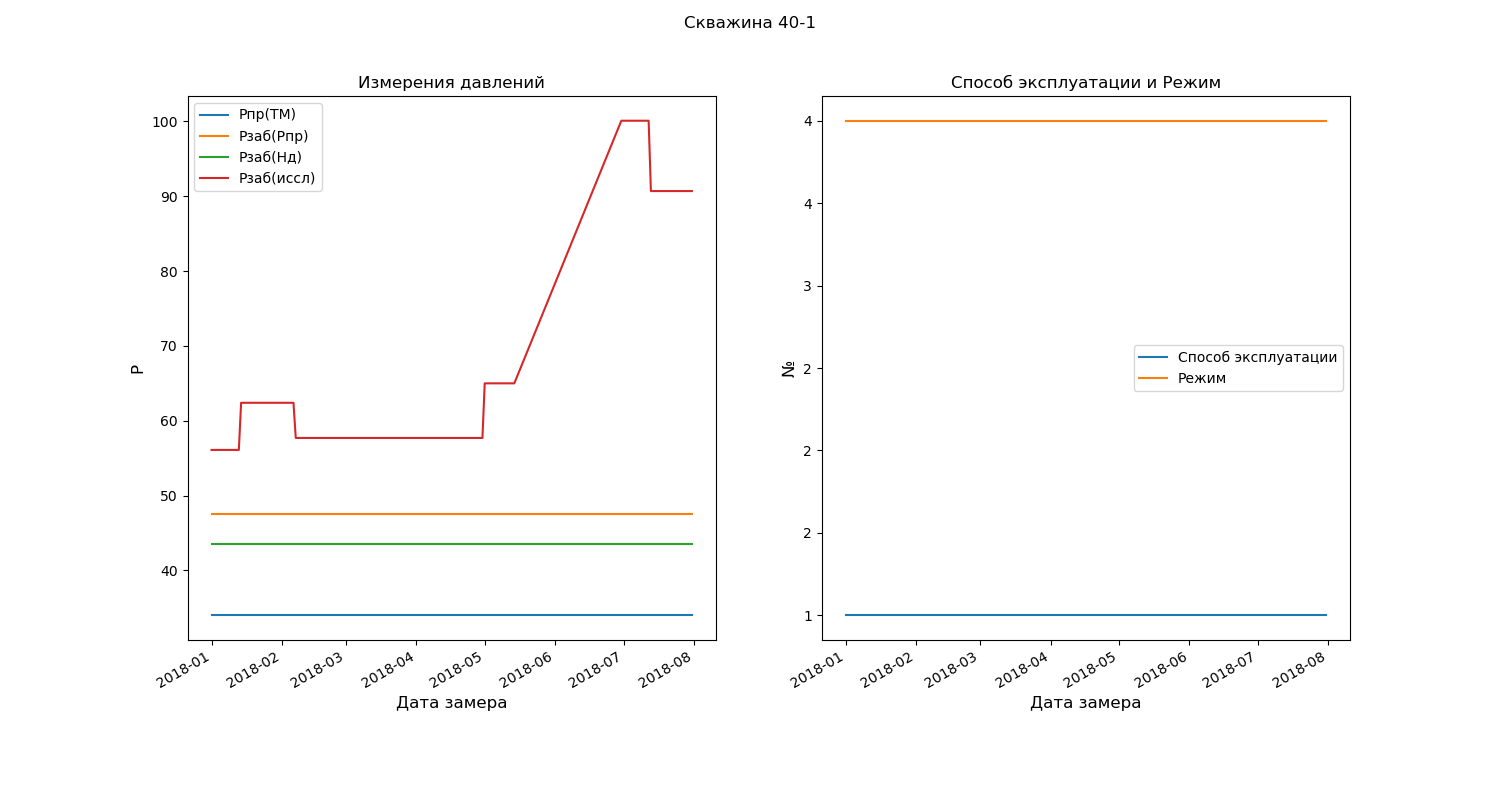 Скважина 40-1
Измерения давлений
Рпр(ТМ)
Рзаб(Рпр)
Рзаб(Нд)
Рзаб(иссл)
100
90
80
70
60
50
40
Р
2018-01
2018-02
2018-03
2018-04
2018-05
2018-06
2018-07
2018-08
Дата замера
Способ эксплуатации и Режим
4
4
3
2
2
2
1
№
Способ эксплуатации
Режим
2018-01
2018-02
2018-03
2018-04
2018-05
2018-06
2018-07
2018-08
Дата замера